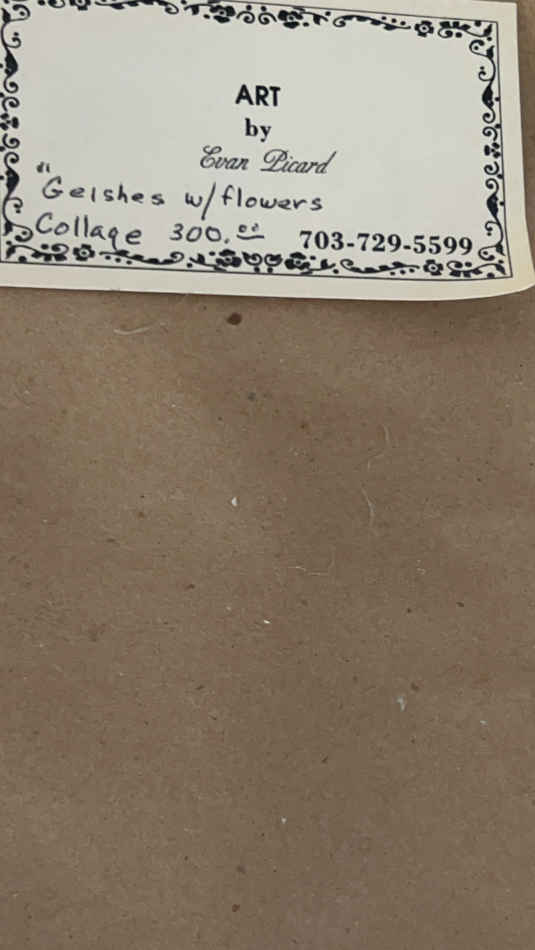 ART
by
Evan Picard
"Geishes w/flowers
Collage 300.00 703-729-5599